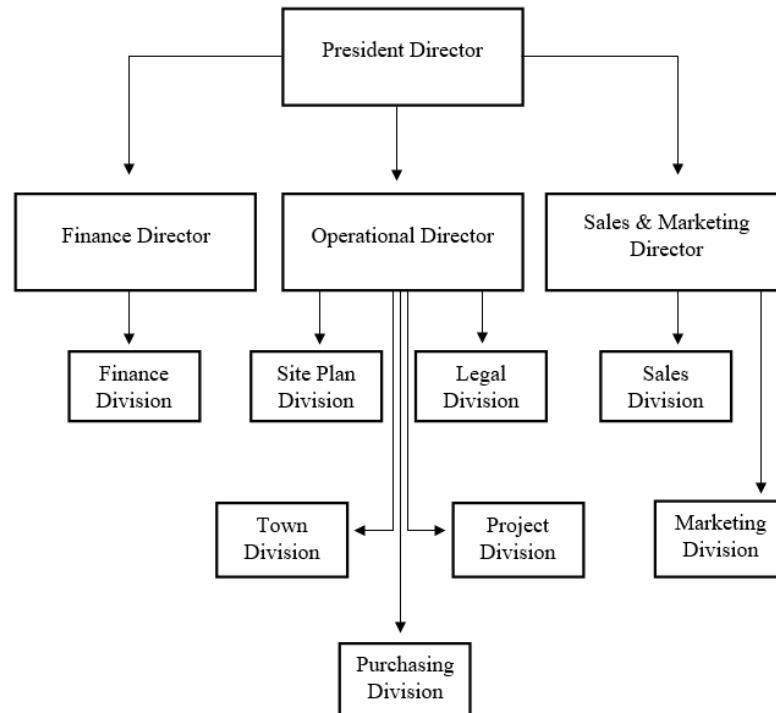 President Director
Finance Director
Operational Director
Sales & Marketing
Director
Finance
Division
Site Plan
Division
Legal
Division
Sales
Division
Town
Division
Project
Division
Marketing
Division
Purchasing
Division